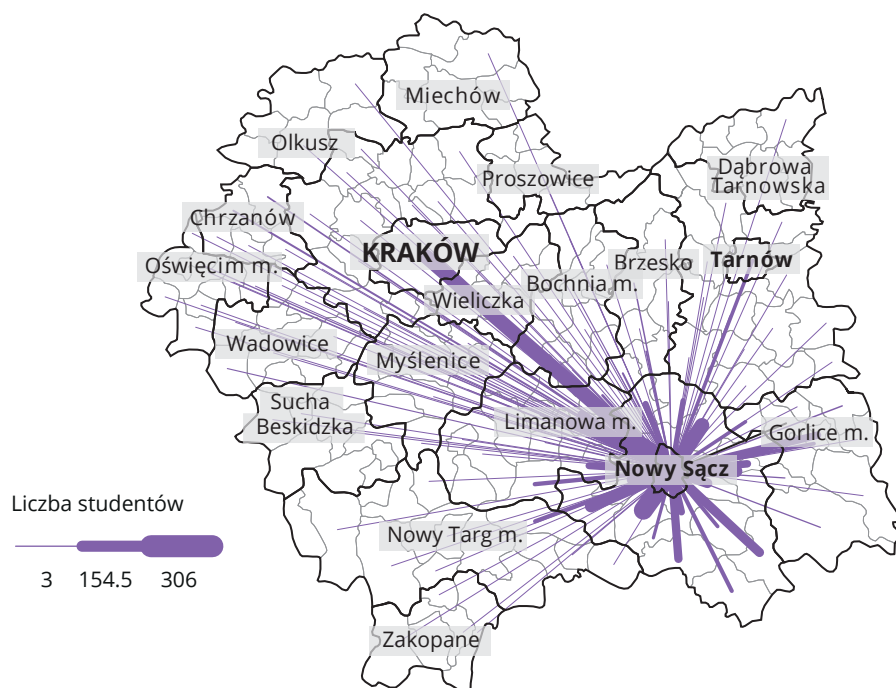 Miechów
Olkusz
Proszowice
Dąbrowa
Tarnowska
Chrzanów
KRAKÓW
Oświęcim m.
Wieliczka
Bochnia m.
Brzesko
Tarnów
Wadowice
Myślenice
Sucha
Beskidzka
Limanowa m.
Gorlice m.
Nowy Sącz
Liczba studentów
3 154.5 306
Nowy Targ m.
Zakopane